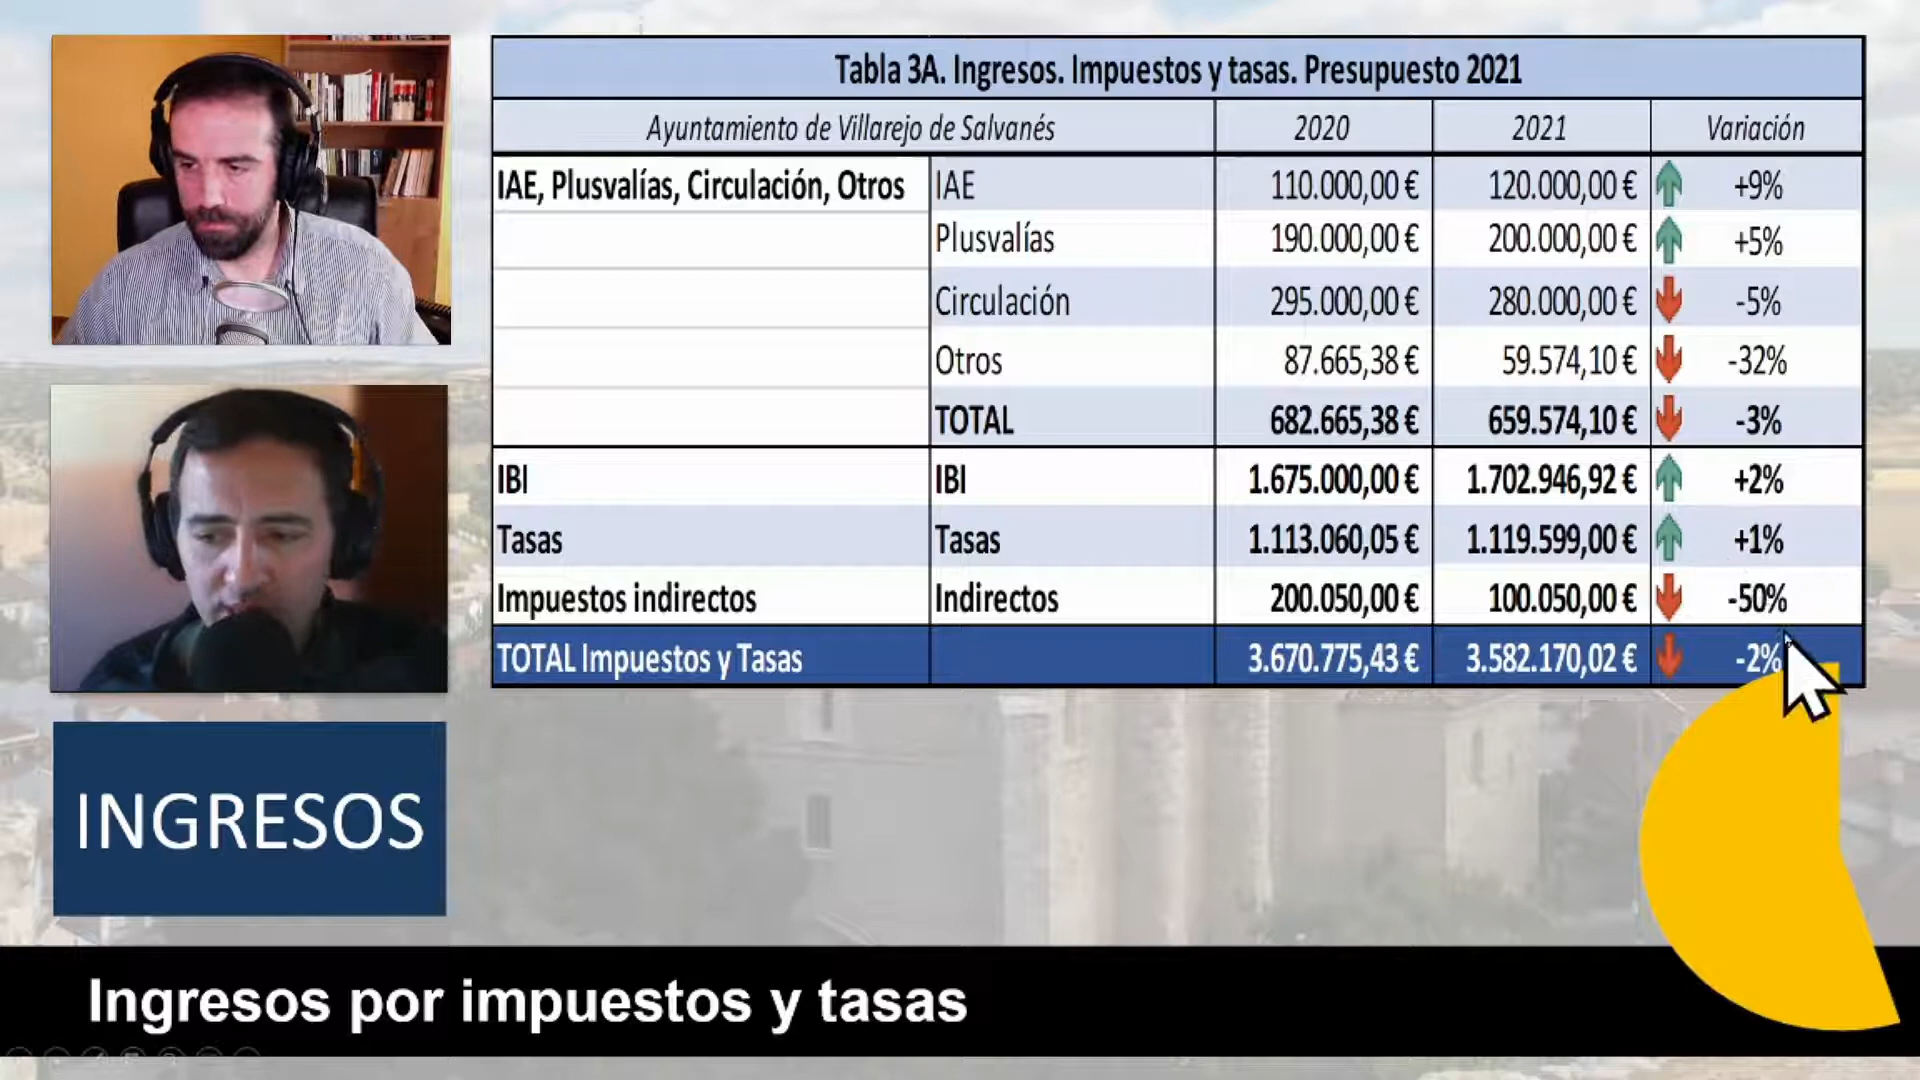 Tabla 3A. Ingresos. Impuestos y tasas. Presupuesto 2021
Ayuntamiento de Villarejo de Salvanés 2020 2021 Variación
IAE, Plusvalías, Circulación, Otros IAE 110.000,00 € 120.000,00 € +9%
Plusvalías 190.000,00 € 200.000,00 € +5%
Circulación 295.000,00 € 280.000,00 € -5%
Otros 87.665,38 € 59.574,10 € -32%
TOTAL 682.665,38 € 659.574,10 € -3%
IBI IBI 1.675.000,00 € 1.702.946,92 € +2%
Tasas Tasas 1.113.060,05 € 1.119.599,00 € +1%
Impuestos indirectos Indirectos 200.050,00 € 100.050,00 € -50%
TOTAL Impuestos y Tasas 3.670.775,43 € 3.582.170,02 € -2%
INGRESOS
Ingresos por impuestos y tasas